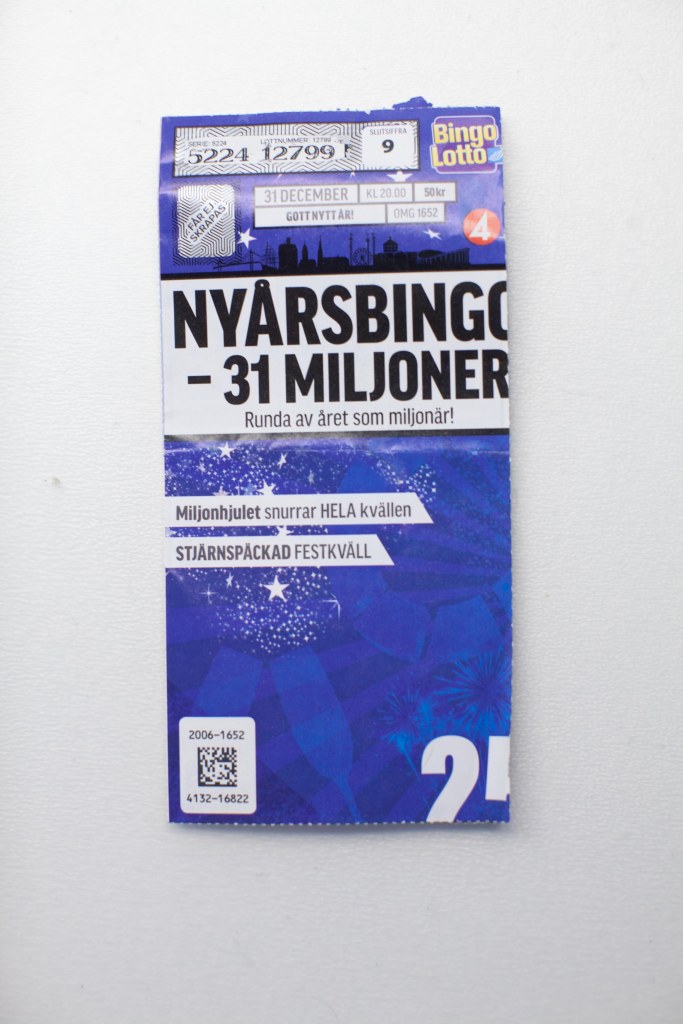 SERIE: 5224 LOTTNUMMER: 12799 SLUTSIFFRA
5224 12799 9
Bingo
Lotto
FÅR EJ
SKRAPAS
31 DECEMBER KL 20.00 50 kr
GOTT NYTT ÅR! OMG 1652
4
NYÅRSBINGO
– 31 MILJONER
Runda av året som miljonär!
Miljonhjulet snurrar HELA kvällen
STJÄRNSPÄCKAD FESTKVÄLL
2006-1652
4132-16822